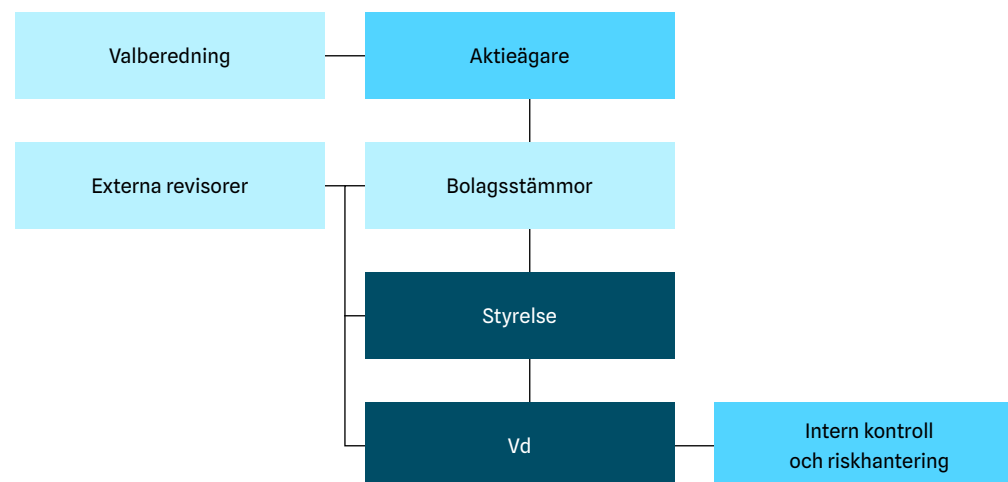 Valberedning
Aktieägare
Externa revisorer
Bolagsstämmor
Styrelse
Vd
Intern kontroll
och riskhantering